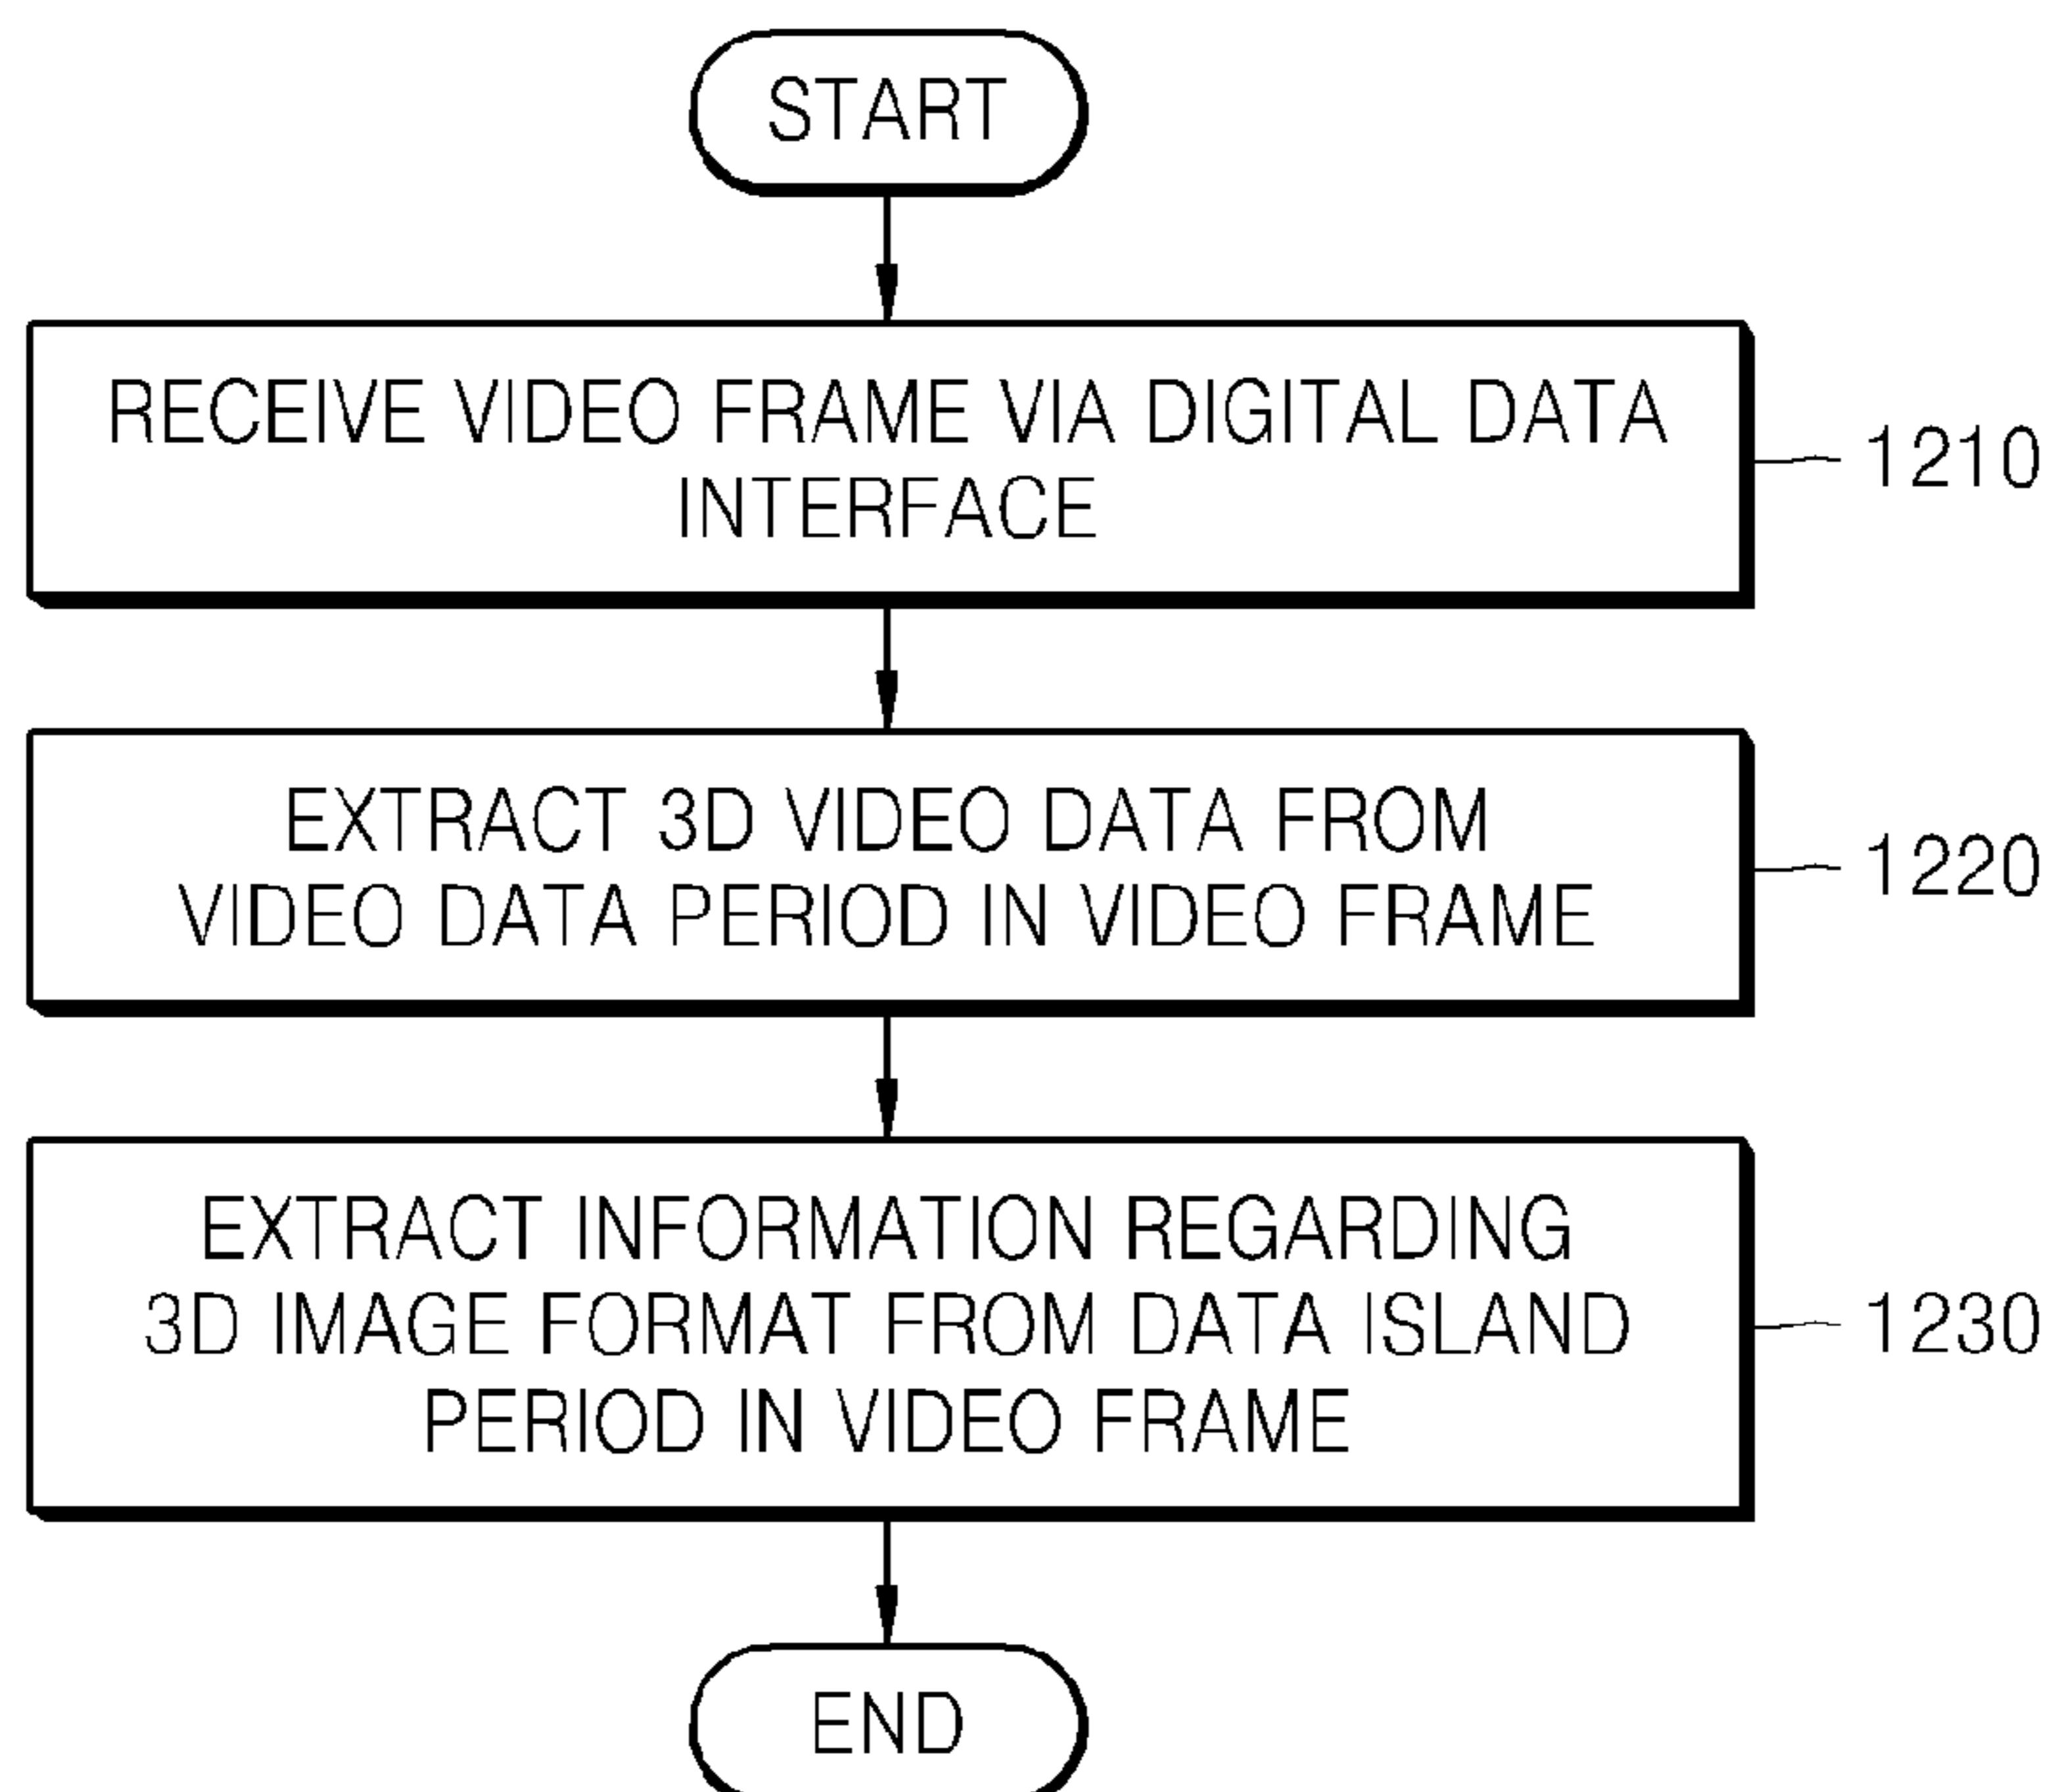 START
RECEIVE VIDEO FRAME VIA DIGITAL DATA
INTERFACE
1210
EXTRACT 3D VIDEO DATA FROM
VIDEO DATA PERIOD IN VIDEO FRAME
1220
EXTRACT INFORMATION REGARDING
3D IMAGE FORMAT FROM DATA ISLAND
PERIOD IN VIDEO FRAME
1230
END